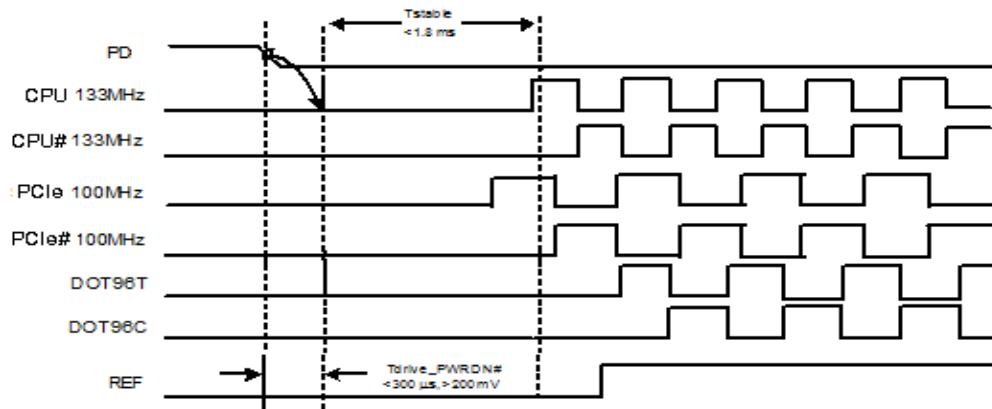 Tstable
<1.8 ms
PD
CPU 133MHz
CPU# 133MHz
PCIe 100MHz
PCIe# 100MHz
DOT96T
DOT96C
Tdrive_PWRDN#
<300 µs, >200mV
REF